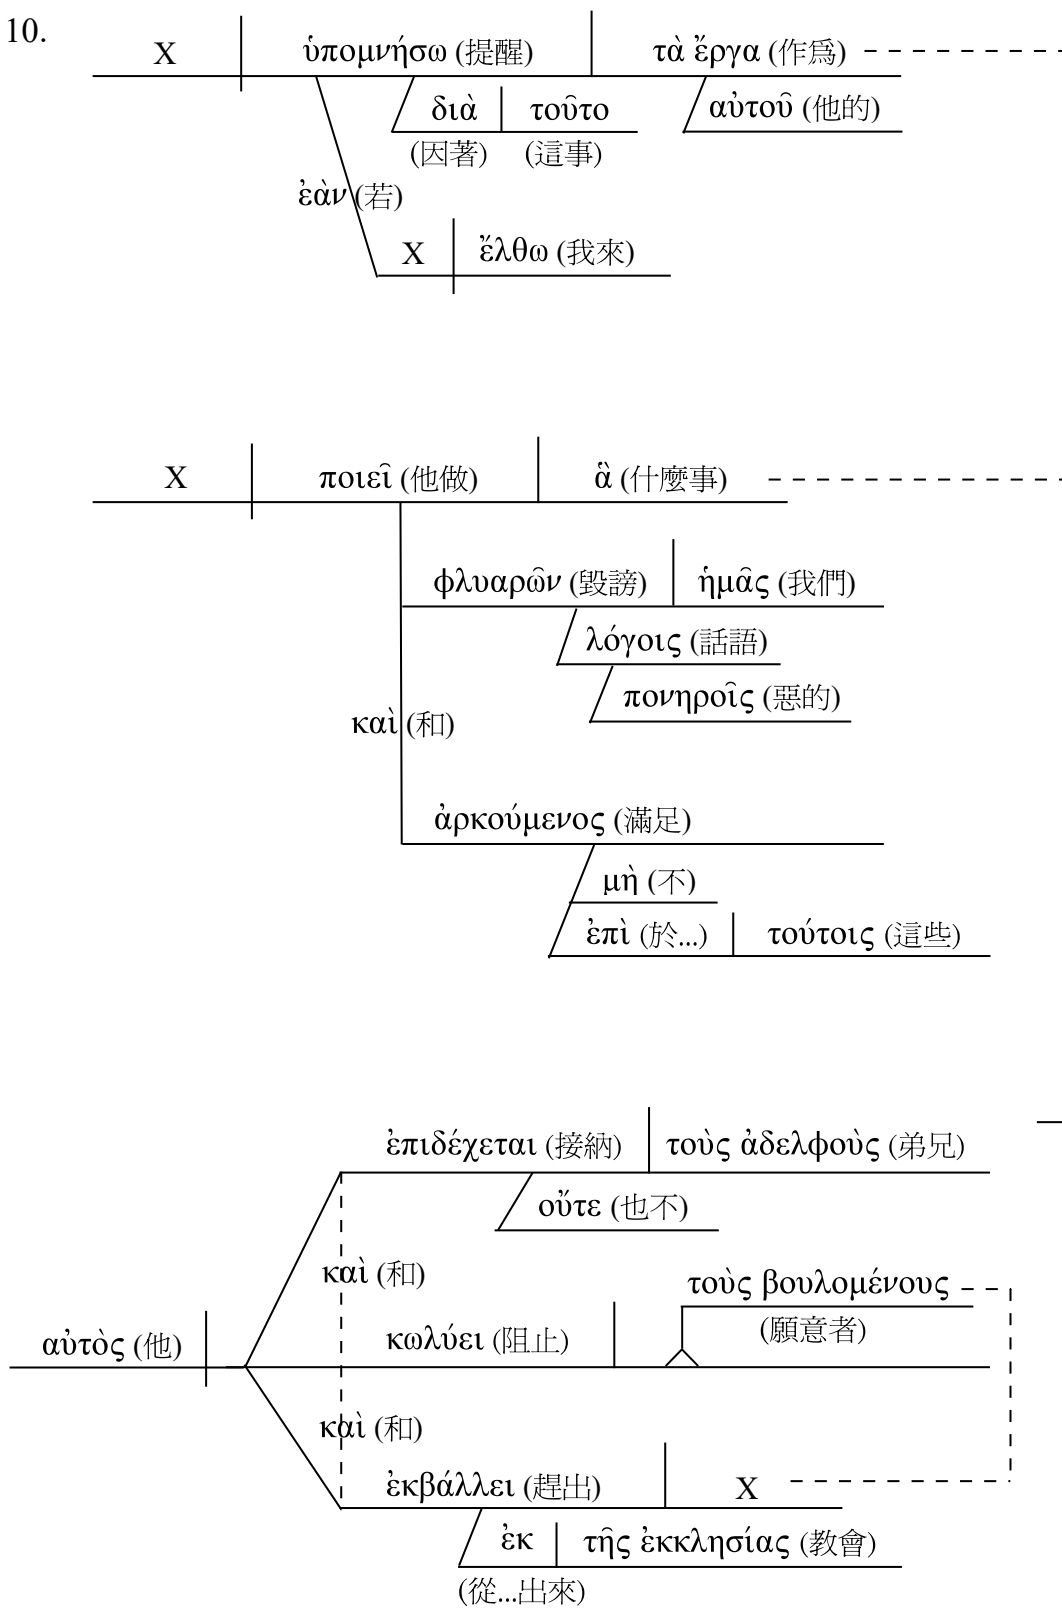 10.
X ὑπομνήσω (提醒) τὰ ἔργα (作爲)
διὰ τοῦτο αὐτοῦ (他的)
(因著) (這事)
ἐὰν (若)
X ἔλθω (我來)
X ποιεῖ (他做) ἃ (什麼事)
φλυαρῶν (毀謗) ἡμᾶς (我們)
λόγοις (話語)
πονηροῖς (惡的)
καὶ (和)
ἀρκούμενος (滿足)
μὴ (不)
ἐπὶ (於...) τούτοις (這些)
ἐπιδέχεται (接納) τοὺς ἀδελφοὺς (弟兄)
οὔτε (也不)
καὶ (和) τοὺς βουλομένους
(願意者)
αὐτὸς (他) κωλύει (阻止)
καὶ (和)
ἐκβάλλει (趕出) X
ἐκ τῆς ἐκκλησίας (教會)
(從...出來)